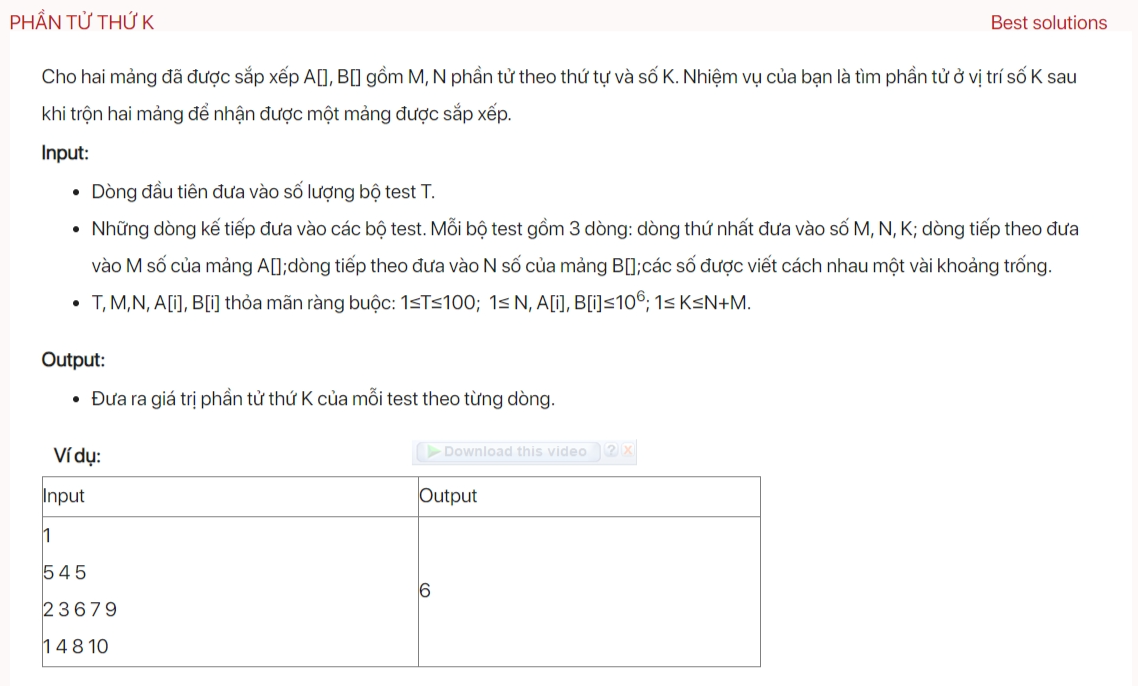 PHẦN TỬ THỨ K
Best solutions
Cho hai mảng đã được sắp xếp A[], B[] gồm M, N phần tử theo thứ tự và số K. Nhiệm vụ của bạn là tìm phần tử ở vị trí số K sau
khi trộn hai mảng để nhận được một mảng được sắp xếp.
Input:
• Dòng đầu tiên đưa vào số lượng bộ test T.
• Những dòng kế tiếp đưa vào các bộ test. Mỗi bộ test gồm 3 dòng: dòng thứ nhất đưa vào số M, N, K; dòng tiếp theo đưa
vào M số của mảng A[];dòng tiếp theo đưa vào N số của mảng B[];các số được viết cách nhau một vài khoảng trống.
• T, M,N, A[i], B[i] thỏa mãn ràng buộc: 1≤T≤100; 1≤ N, A[i], B[i]≤10⁶; 1≤ K≤N+M.
Output:
• Đưa ra giá trị phần tử thứ K của mỗi test theo từng dòng.
Download this video ? x
Ví dụ:
Input Output
1
5 4 5
6
2 3 6 7 9
1 4 8 10